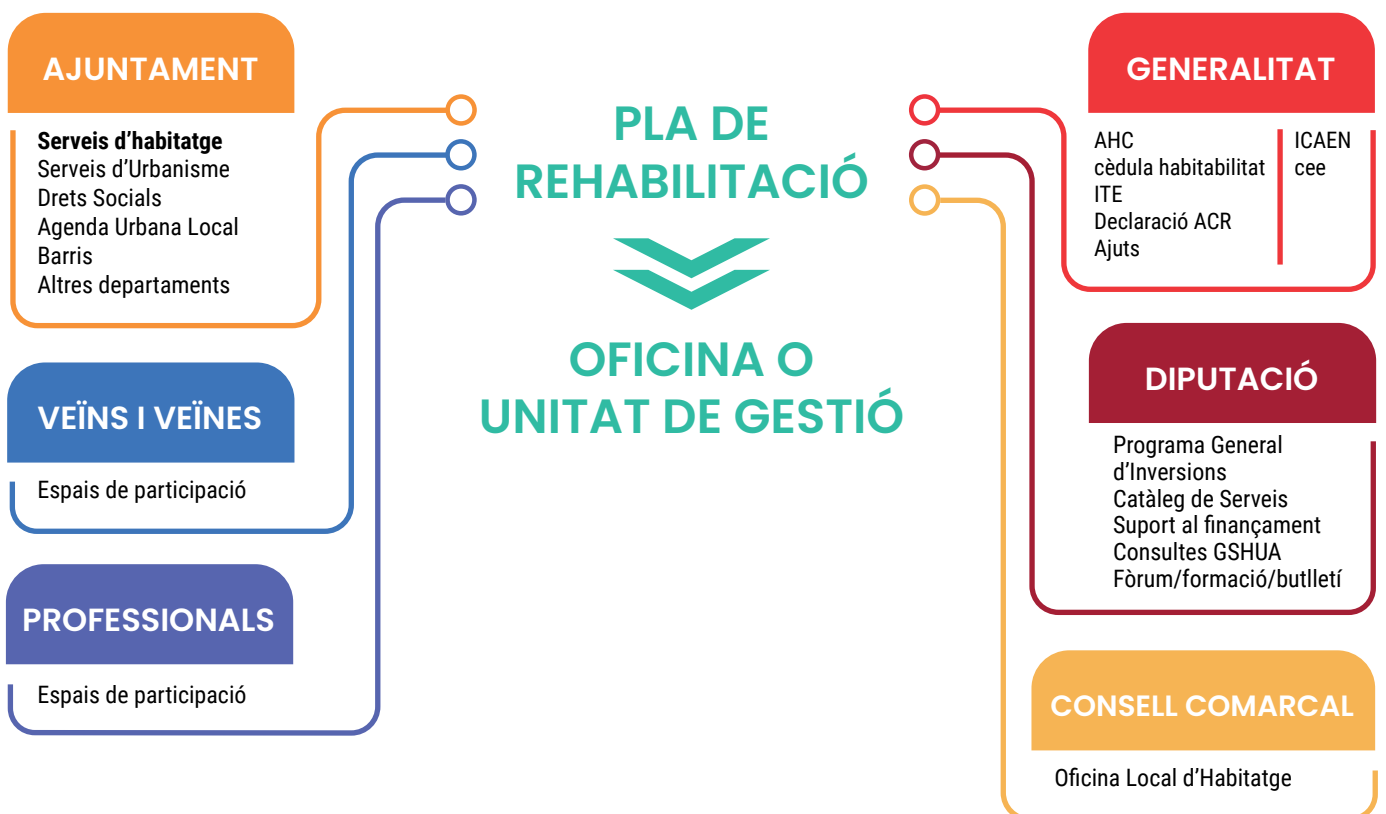 AJUNTAMENT
Serveis d’habitatge
Serveis d’Urbanisme
Drets Socials
Agenda Urbana Local
Barris
Altres departaments
VEÏNS I VEÏNES
Espais de participació
PROFESSIONALS
Espais de participació
PLA DE
REHABILITACIÓ
OFICINA O
UNITAT DE GESTIÓ
GENERALITAT
AHC
cèdula habitabilitat
ITE
Declaració ACR
Ajuts
ICAEN
cee
DIPUTACIÓ
Programa General
d’Inversions
Catàleg de Serveis
Suport al finançament
Consultes GSHUA
Fòrum/formació/butlletí
CONSELL COMARCAL
Oficina Local d’Habitatge